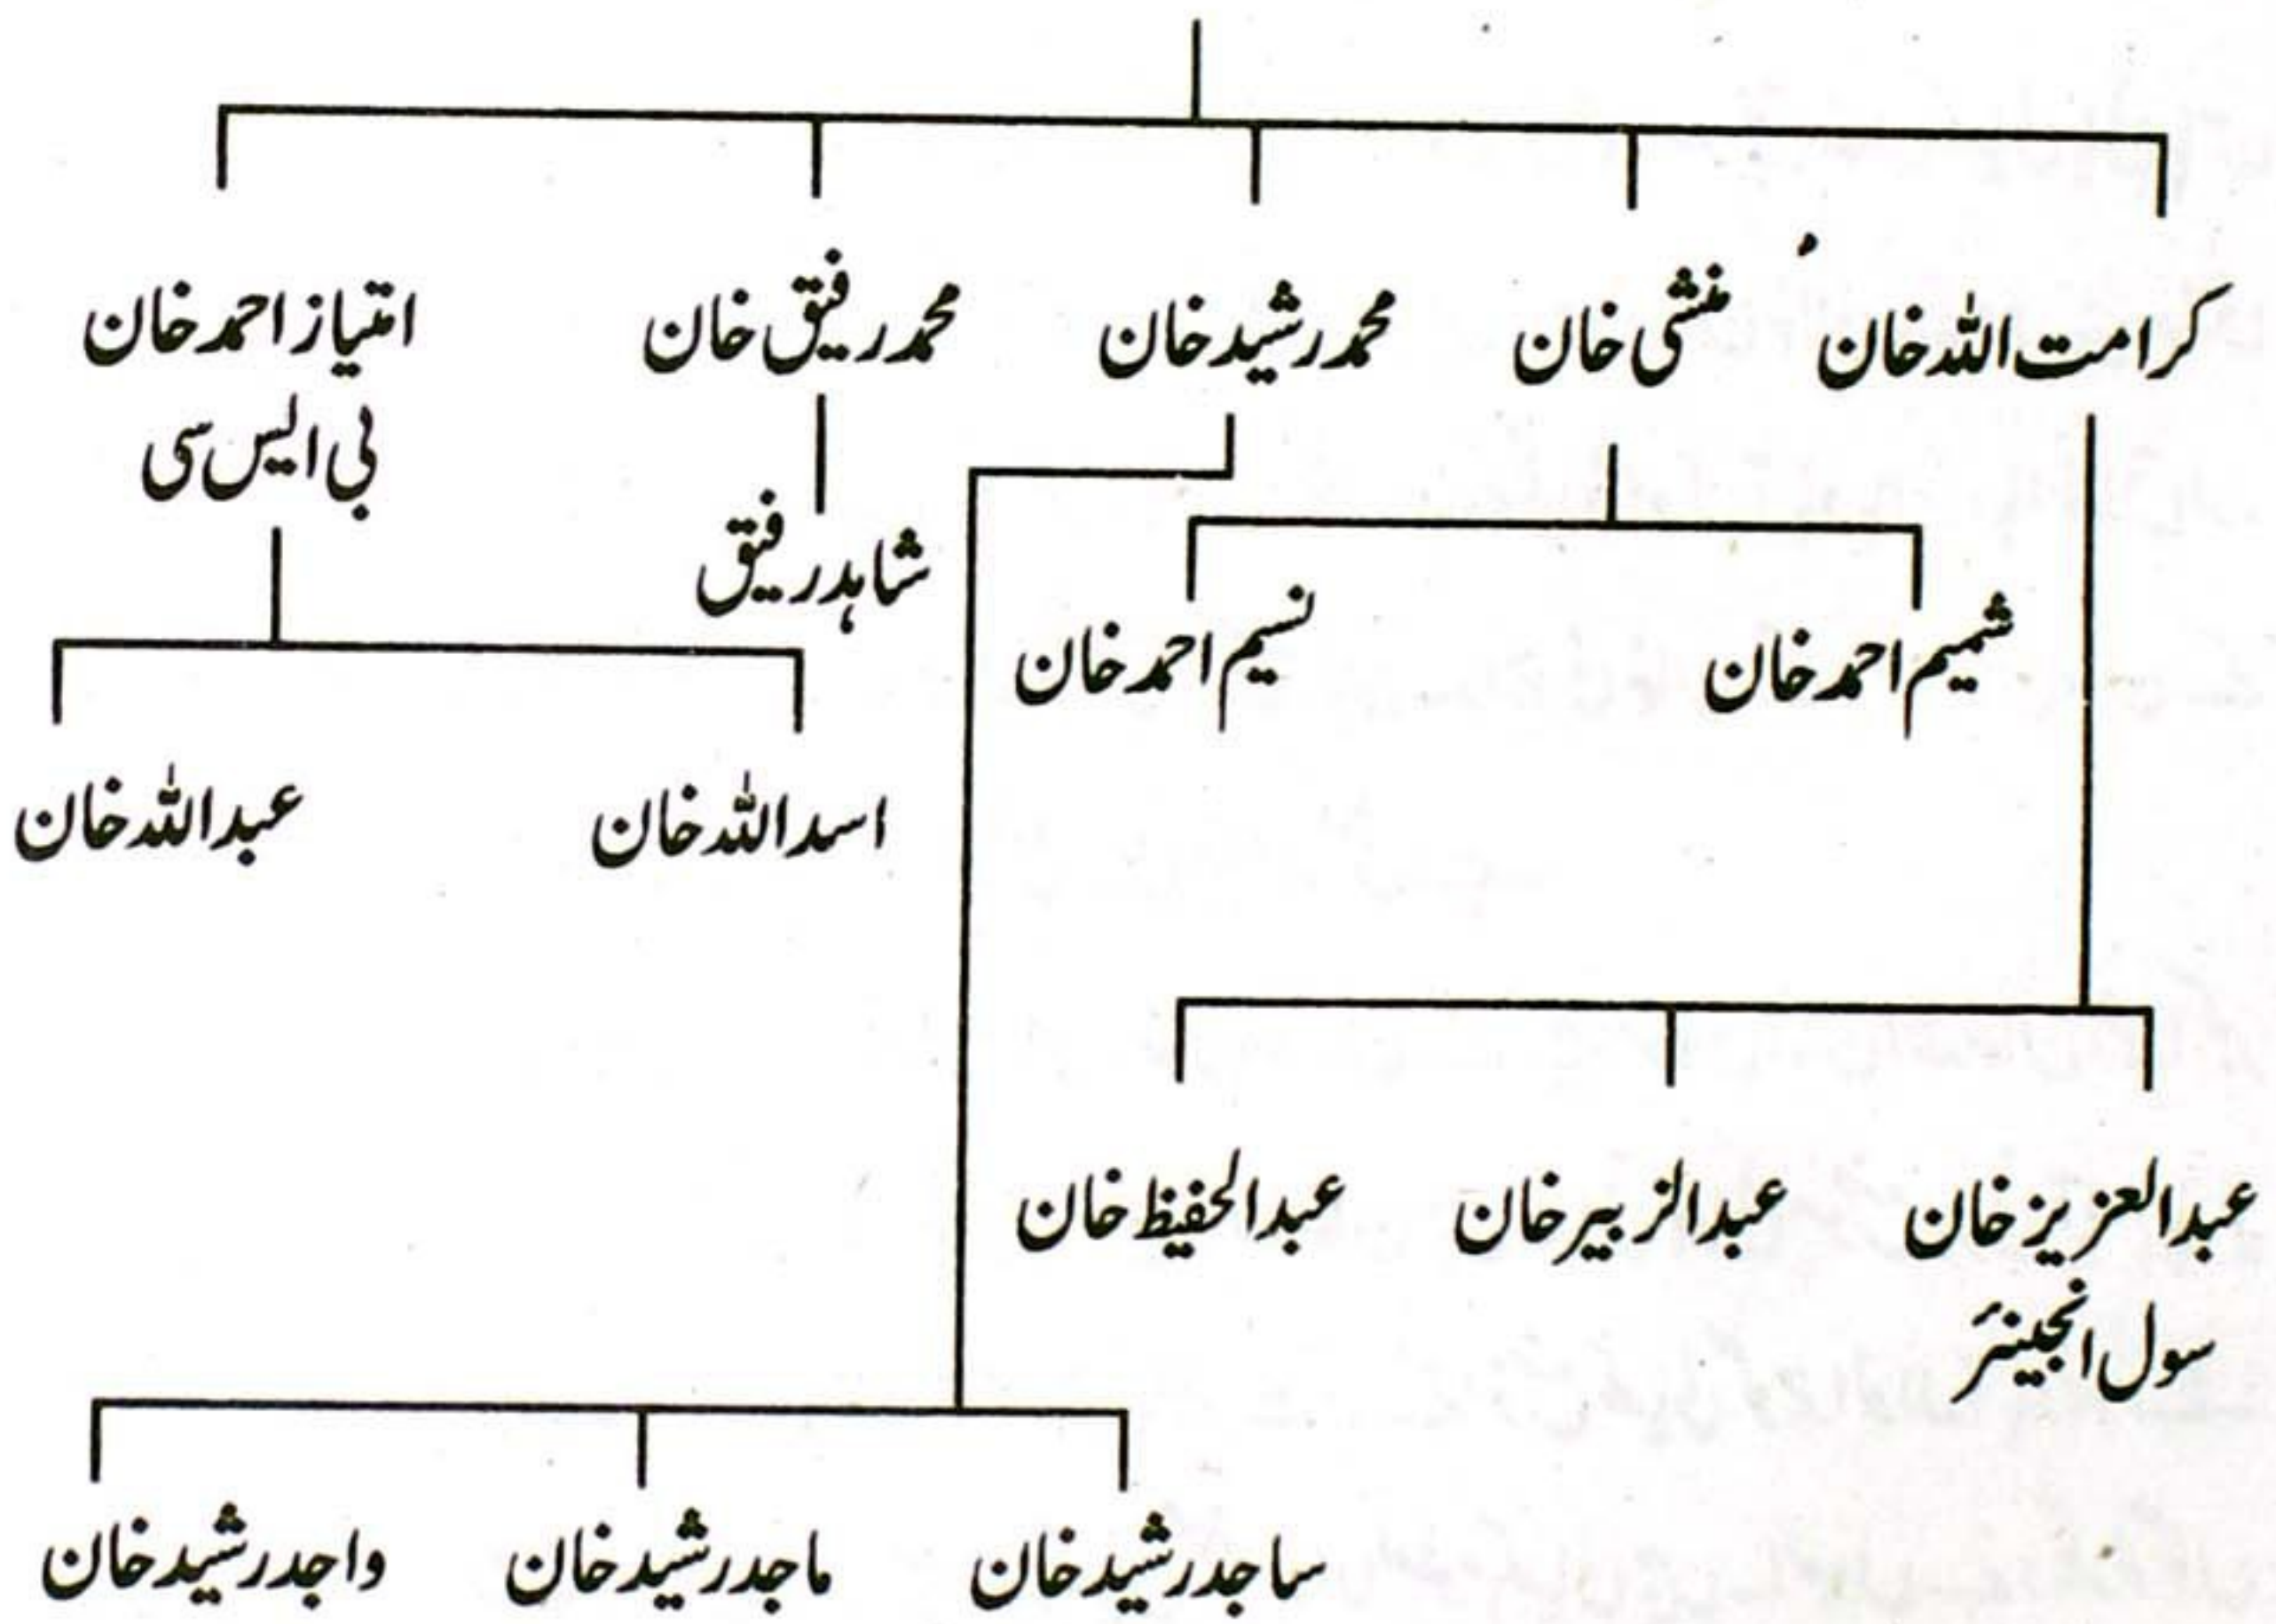 کرامت اللہ خان
منشی خان
محمد رشید خان
محمد رفیق خان
امتیاز احمد خان
بی ایس سی
شاہد رفیق
شمیم احمد خان
نسیم احمد خان
اسد اللہ خان
عبد اللہ خان
عبدالعزیز خان
سول انجینئر
عبدالزبیر خان
عبدالحفیظ خان
ساجد رشید خان
ماجد رشید خان
واجد رشید خان